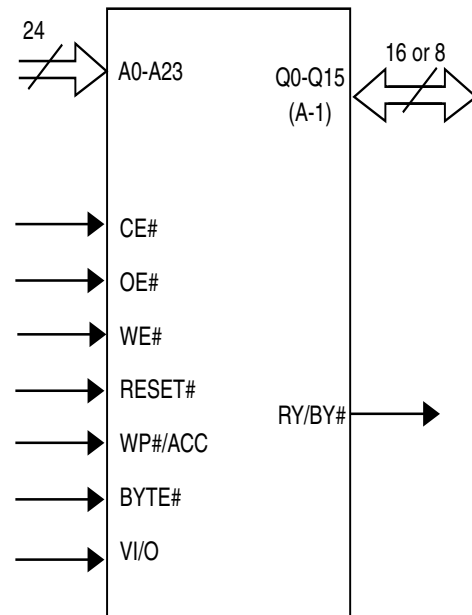 24
16 or 8
A0-A23
Q0-Q15
(A-1)
CE#
OE#
WE#
RESET#
RY/BY#
WP#/ACC
BYTE#
VI/O